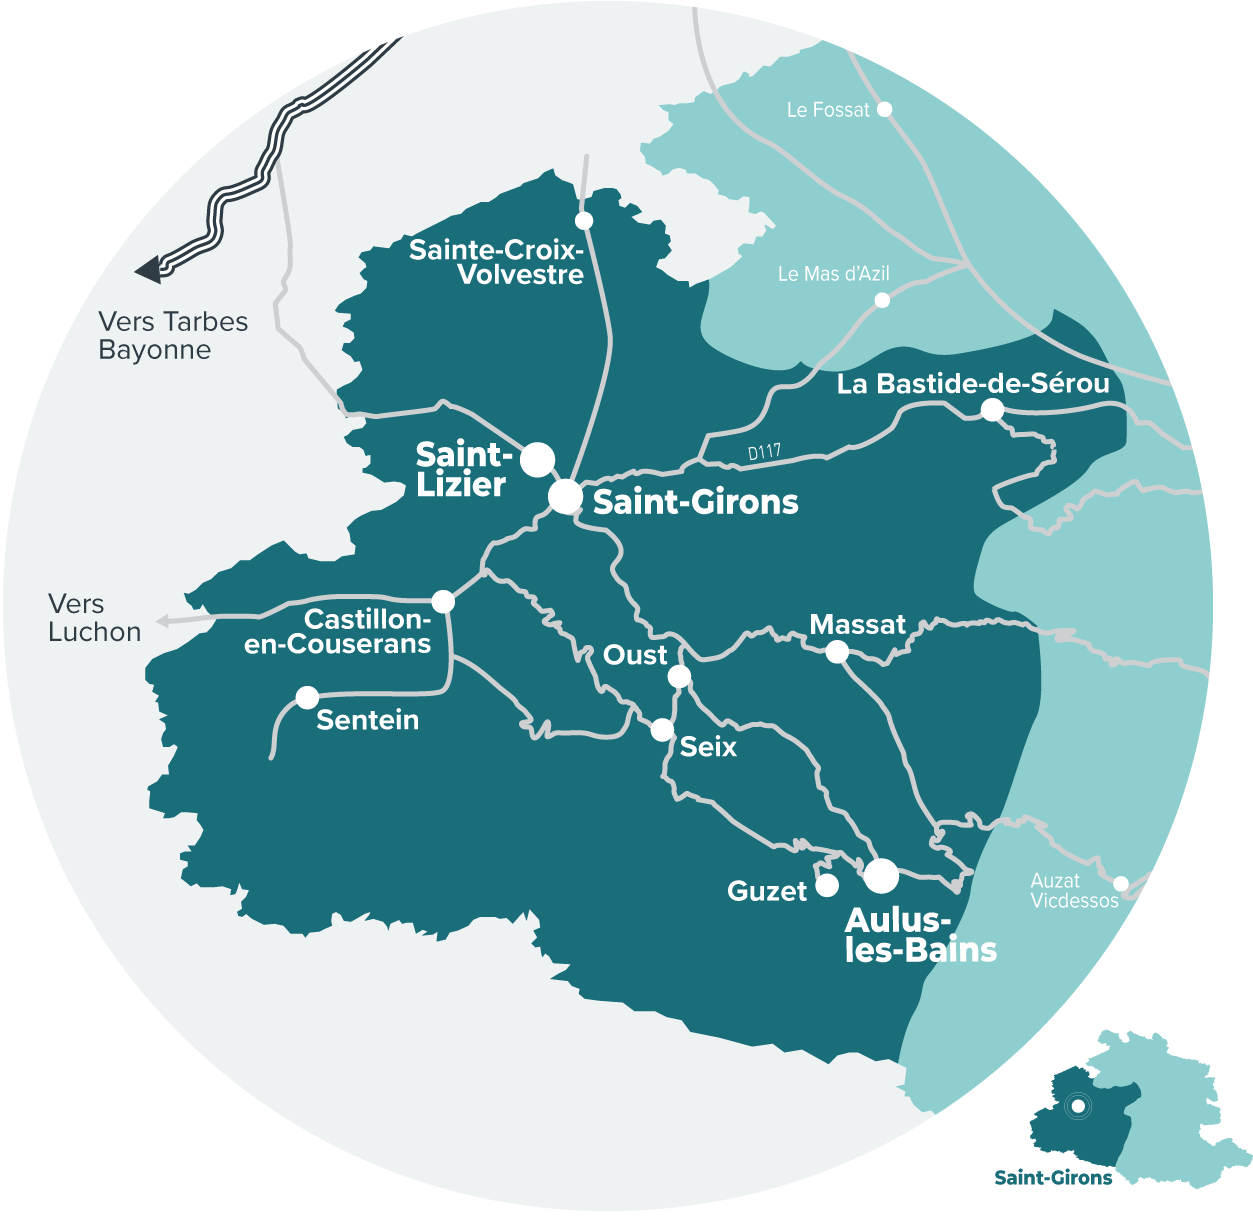 Le Fossat
Sainte-Croix-
Volvestre
Le Mas d'Azil
Vers Tarbes
Bayonne
La Bastide-de-Sérou
D117
Saint-
Lizier
Saint-Girons
Vers
Luchon
Castillon-
en-Couserans
Massat
Oust
Sentein
Seix
Guzet
Auzat
Vicdessos
Aulus-
les-Bains
Saint-Girons